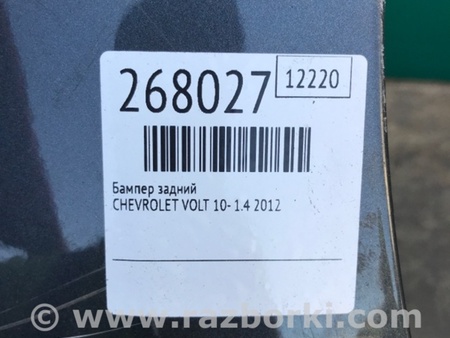 268027 12220
Бампер задний
CHEVROLET VOLT 10- 1.4 2012
© www.razborki.com